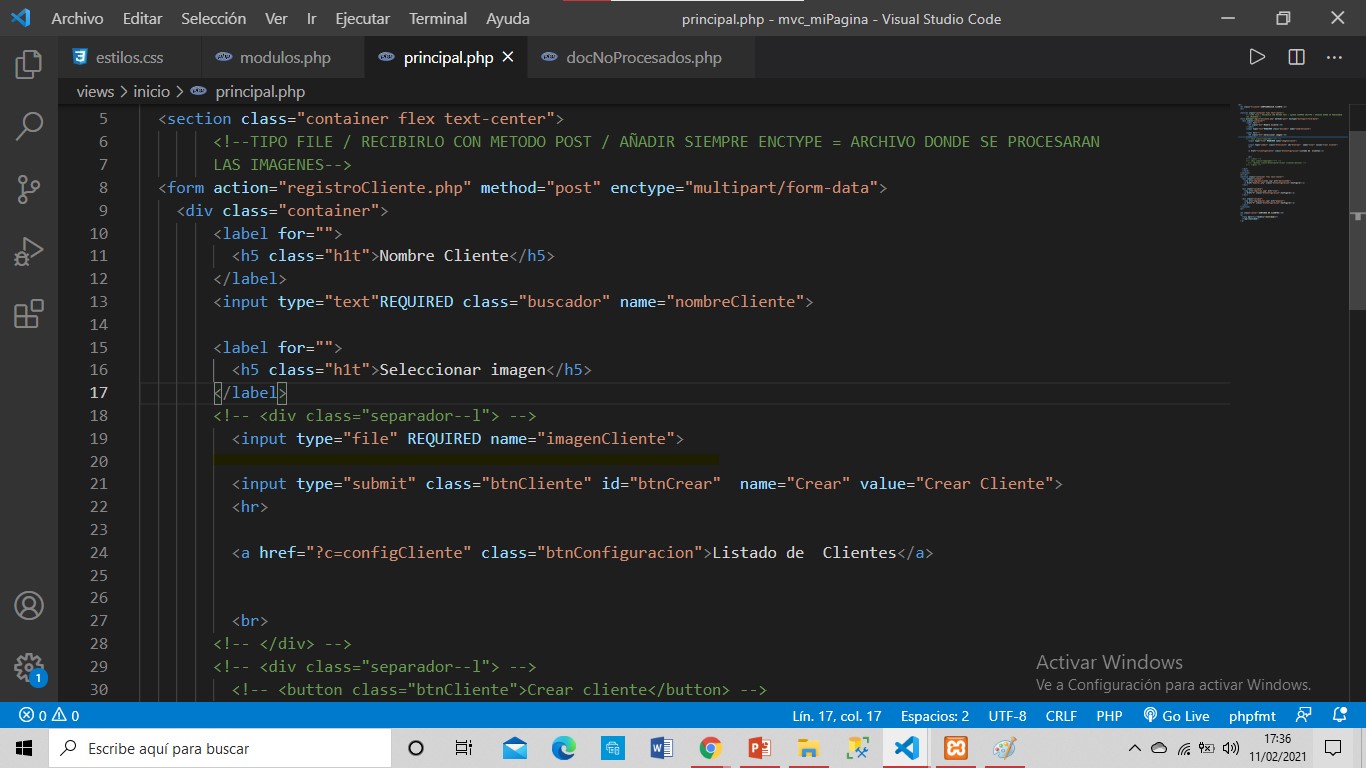 Archivo Editar Selección Ver Ir Ejecutar Terminal Ayuda principal.php - mvc_miPagina - Visual Studio Code
estilos.css modulos.php principal.php docNoProcesados.php
views > inicio > principal.php
5 <section class="container flex text-center">
6 <!--TIPO FILE / RECIBIRLO CON METODO POST / AÑADIR SIEMPRE ENCTYPE = ARCHIVO DONDE SE PROCESARAN
7 LAS IMAGENES-->
8 <form action="registroCliente.php" method="post" enctype="multipart/form-data">
9 <div class="container">
10 <label for="">
11 <h5 class="h1t">Nombre Cliente</h5>
12 </label>
13 <input type="text"REQUIRED class="buscador" name="nombreCliente">
14
15 <label for="">
16 <h5 class="h1t">Seleccionar imagen</h5>
17 </label>
18 <!-- <div class="separador--l"> -->
19 <input type="file" REQUIRED name="imagenCliente">
20
21 <input type="submit" class="btnCliente" id="btnCrear"  name="Crear" value="Crear Cliente">
22 <hr>
23
24 <a href="?c=configCliente" class="btnConfiguracion">Listado de  Clientes</a>
25
26
27 <br>
28 <!-- </div> -->
29 <!-- <div class="separador--l"> -->
30 <!-- <button class="btnCliente">Crear cliente</button> -->
Activar Windows
Ve a Configuración para activar Windows.
1
0 0 Lín. 17, col. 17 Espacios: 2 UTF-8 CRLF PHP Go Live phpfmt
Escribe aquí para buscar
17:36
11/02/2021